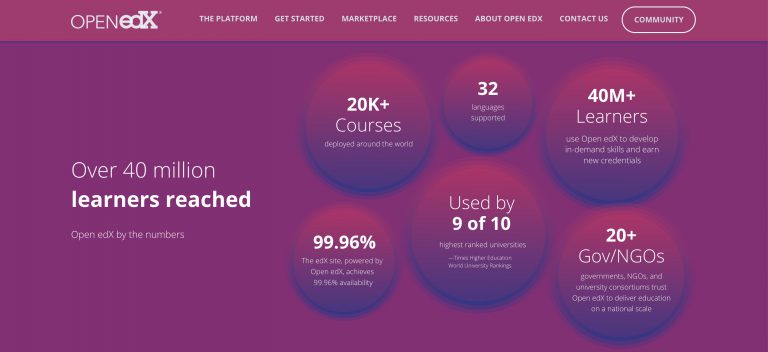 OPEN edX®
THE PLATFORM
GET STARTED
MARKETPLACE
RESOURCES
ABOUT OPEN EDX
CONTACT US
COMMUNITY
Over 40 million
learners reached
Open edX by the numbers
20K+
Courses
deployed around the world
32
languages
supported
40M+
Learners
use Open edX to develop
in-demand skills and earn
new credentials
99.96%
The edX site, powered by
Open edX, achieves
99.96% availability
Used by
9 of 10
highest ranked universities
—Times Higher Education
World University Rankings
20+
Gov/NGOs
governments, NGOs, and
university consortiums trust
Open edX to deliver education
on a national scale